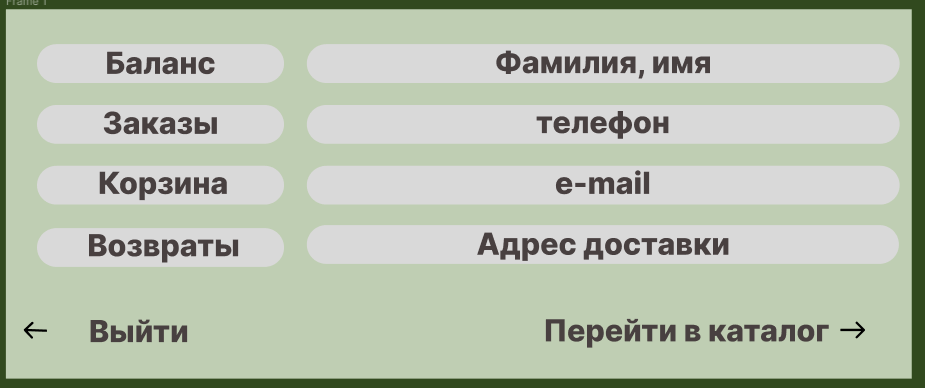 Frame 1
Баланс
Фамилия, имя
Заказы
телефон
Корзина
e-mail
Возвраты
Адрес доставки
← Выйти
Перейти в каталог →